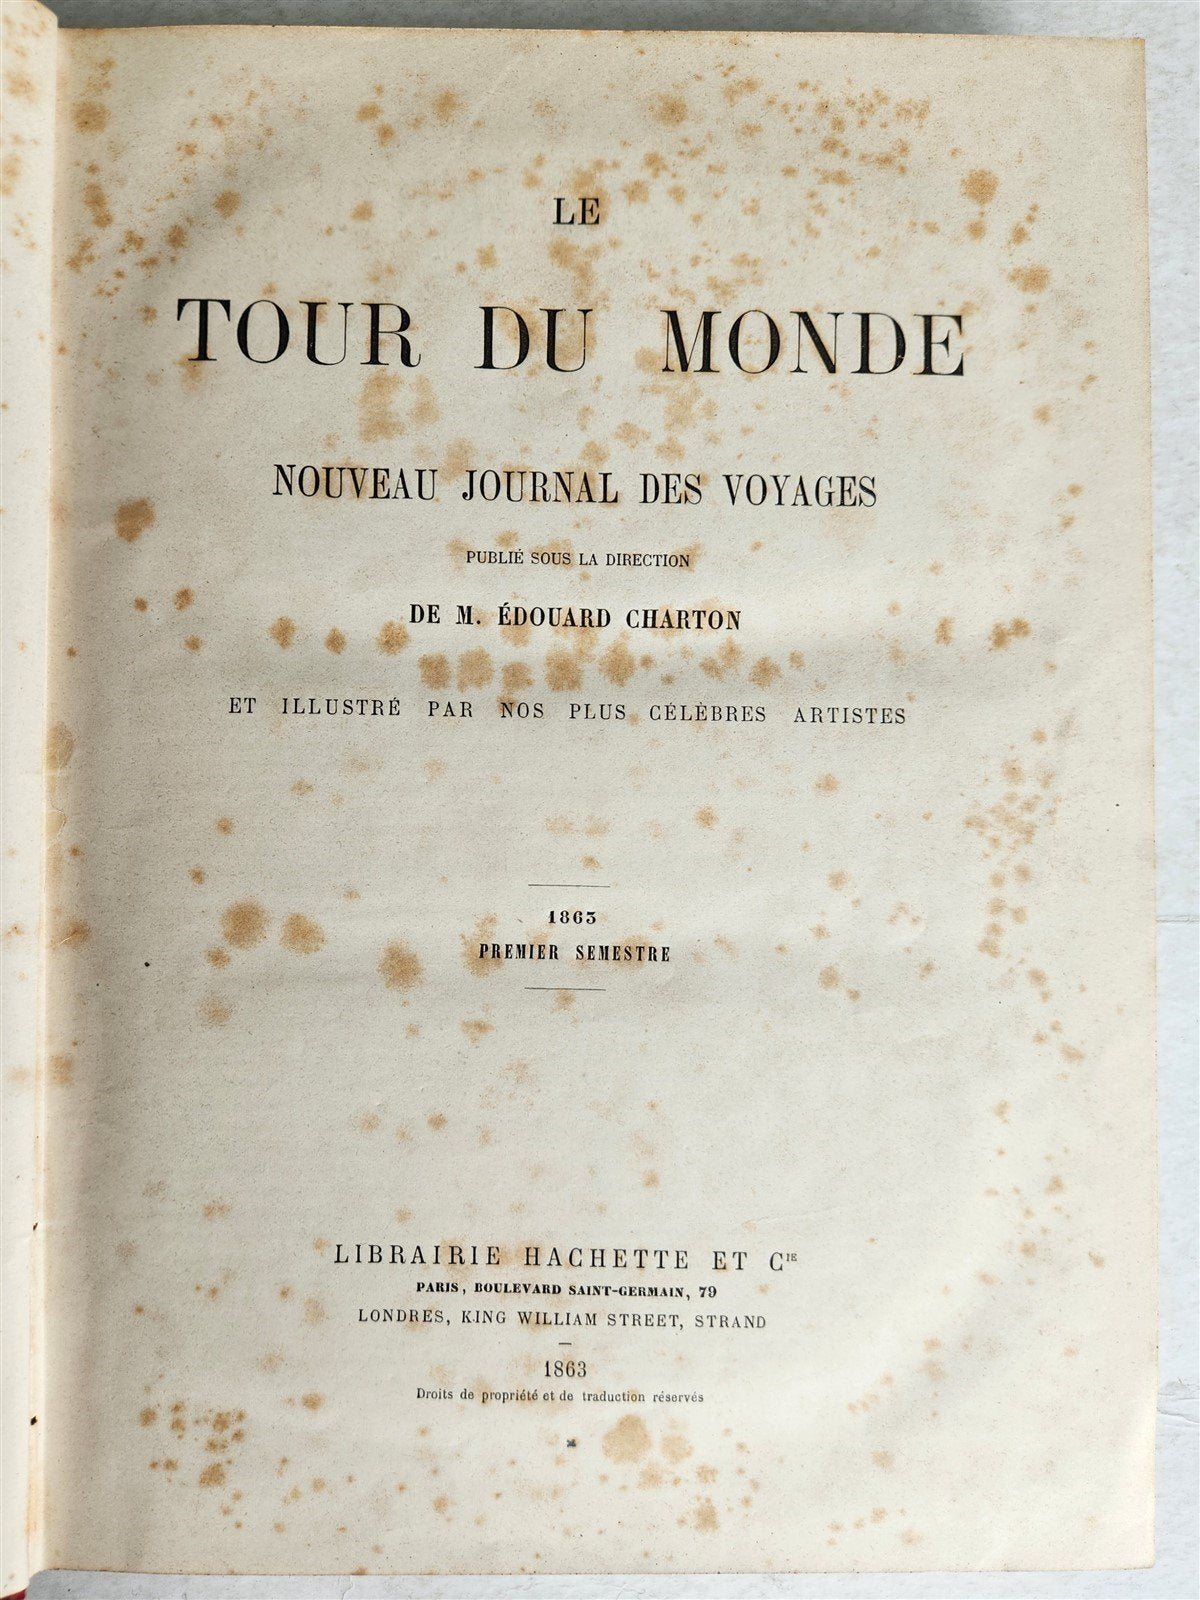 LE
TOUR DU MONDE
NOUVEAU JOURNAL DES VOYAGES
PUBLIÉ SOUS LA DIRECTION
DE M. ÉDOUARD CHARTON
ET ILLUSTRÉ PAR NOS PLUS CÉLÈBRES ARTISTES
1863
PREMIER SEMESTRE
LIBRAIRIE HACHETTE ET CIE
PARIS, BOULEVARD SAINT-GERMAIN, 79
LONDRES, KING WILLIAM STREET, STRAND
1863
Droits de propriété et de traduction réservés